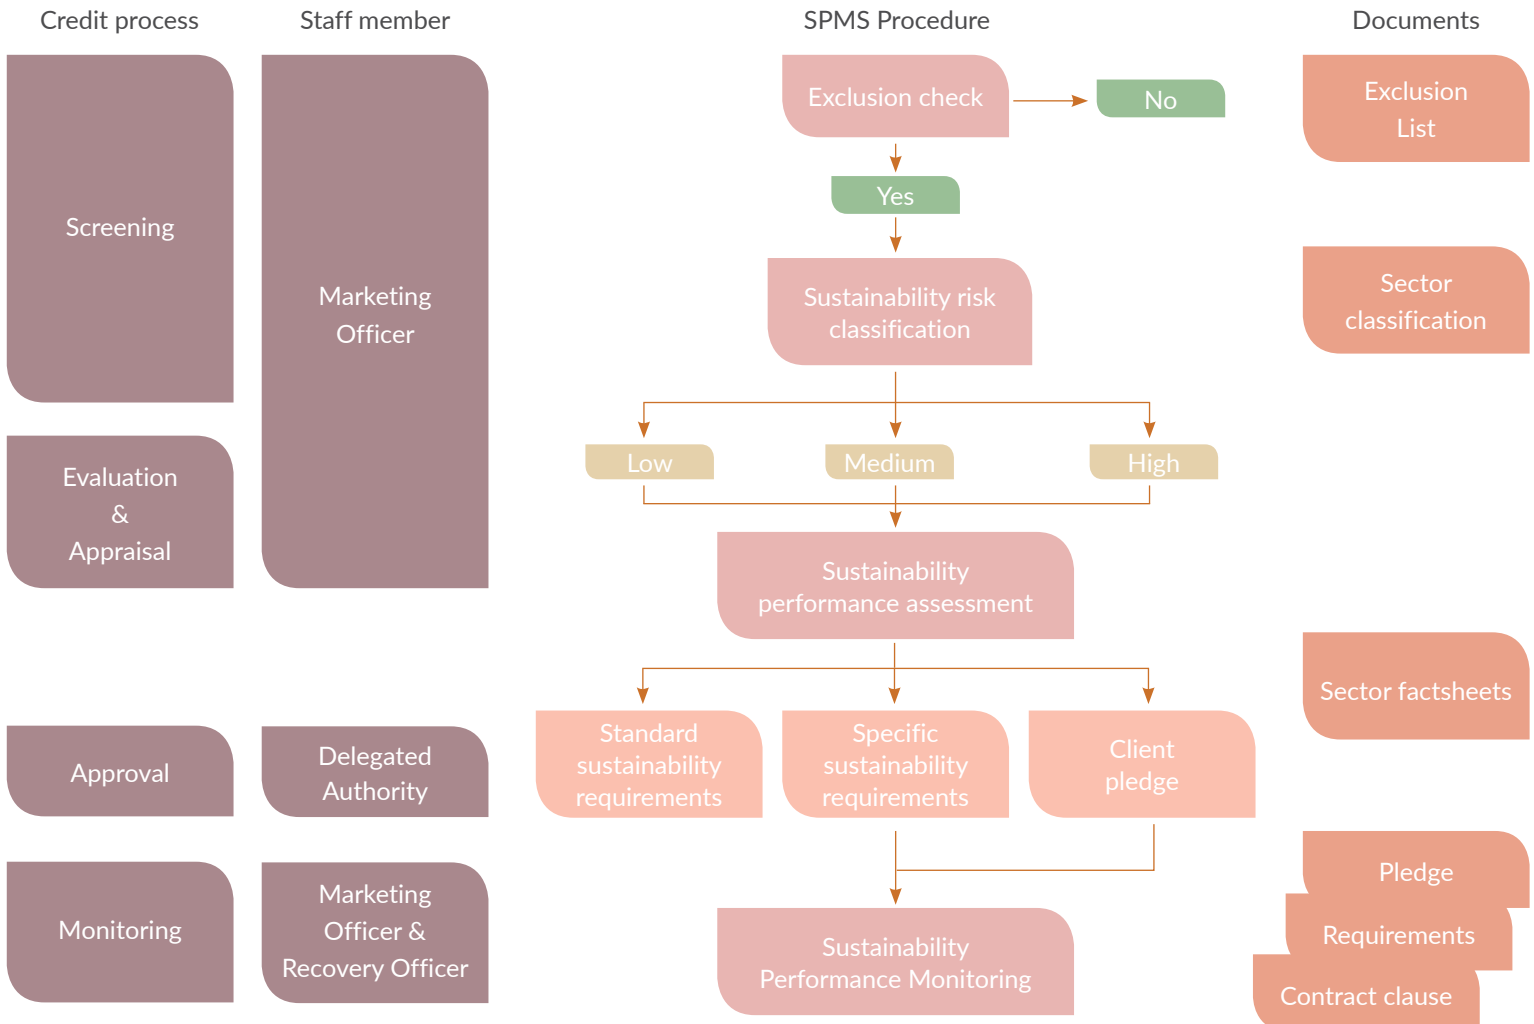 Credit process
Staff member
SPMS Procedure
Documents
Screening
Evaluation
&
Appraisal
Approval
Monitoring
Marketing
Officer
Delegated
Authority
Marketing
Officer &
Recovery Officer
Exclusion check
No
Yes
Sustainability risk
classification
Low
Medium
High
Sustainability
performance assessment
Standard
sustainability
requirements
Specific
sustainability
requirements
Client
pledge
Sustainability
Performance Monitoring
Exclusion
List
Sector
classification
Sector factsheets
Pledge
Requirements
Contract clause